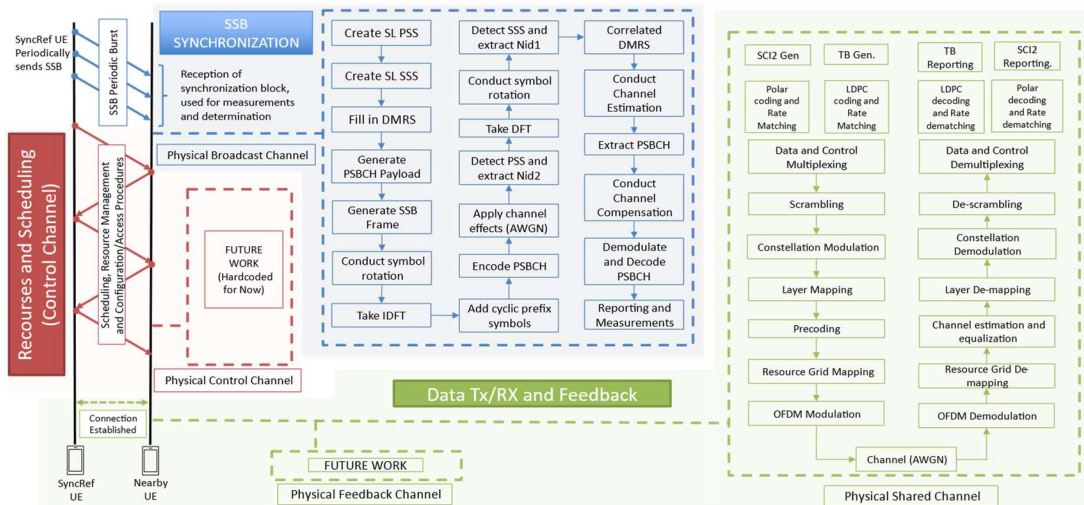 SyncRef UE
Periodically
sends SSB
SSB Periodic Burst
SSB
SYNCHRONIZATION
Reception of
synchronization block,
used for measurements
and determination
Physical Broadcast Channel
Recourses and Scheduling
(Control Channel)
Scheduling, Resource Management
and Configuration/Access Procedures
FUTURE
WORK
(Hardcoded
for Now)
Physical Control Channel
Connection
Established
SyncRef
UE
Nearby
UE
Create SL PSS
Create SL SSS
Fill in DMRS
Generate
PSBCH Payload
Generate SSB
Frame
Conduct symbol
rotation
Take IDFT
Detect SSS and
extract Nid1
Conduct symbol
rotation
Take DFT
Detect PSS and
extract Nid2
Apply channel
effects (AWGN)
Encode PSBCH
Add cyclic prefix
symbols
Correlated
DMRS
Conduct
Channel
Estimation
Extract PSBCH
Conduct
Channel
Compensation
Demodulate
and Decode
PSBCH
Reporting and
Measurements
Data Tx/RX and Feedback
FUTURE WORK
Physical Feedback Channel
SCI2 Gen
TB Gen.
TB
Reporting
SCI2
Reporting.
Polar
coding and
Rate
Matching
LDPC
coding and
Rate
Matching
LDPC
decoding
and Rate
dematching
Polar
decoding
and Rate
dematching
Data and Control
Multiplexing
Scrambling
Constellation Modulation
Layer Mapping
Precoding
Resource Grid Mapping
OFDM Modulation
Data and Control
Demultiplexing
De-scrambling
Constellation
Demodulation
Layer De-mapping
Channel estimation and
equalization
Resource Grid De-
mapping
OFDM Demodulation
Channel (AWGN)
Physical Shared Channel